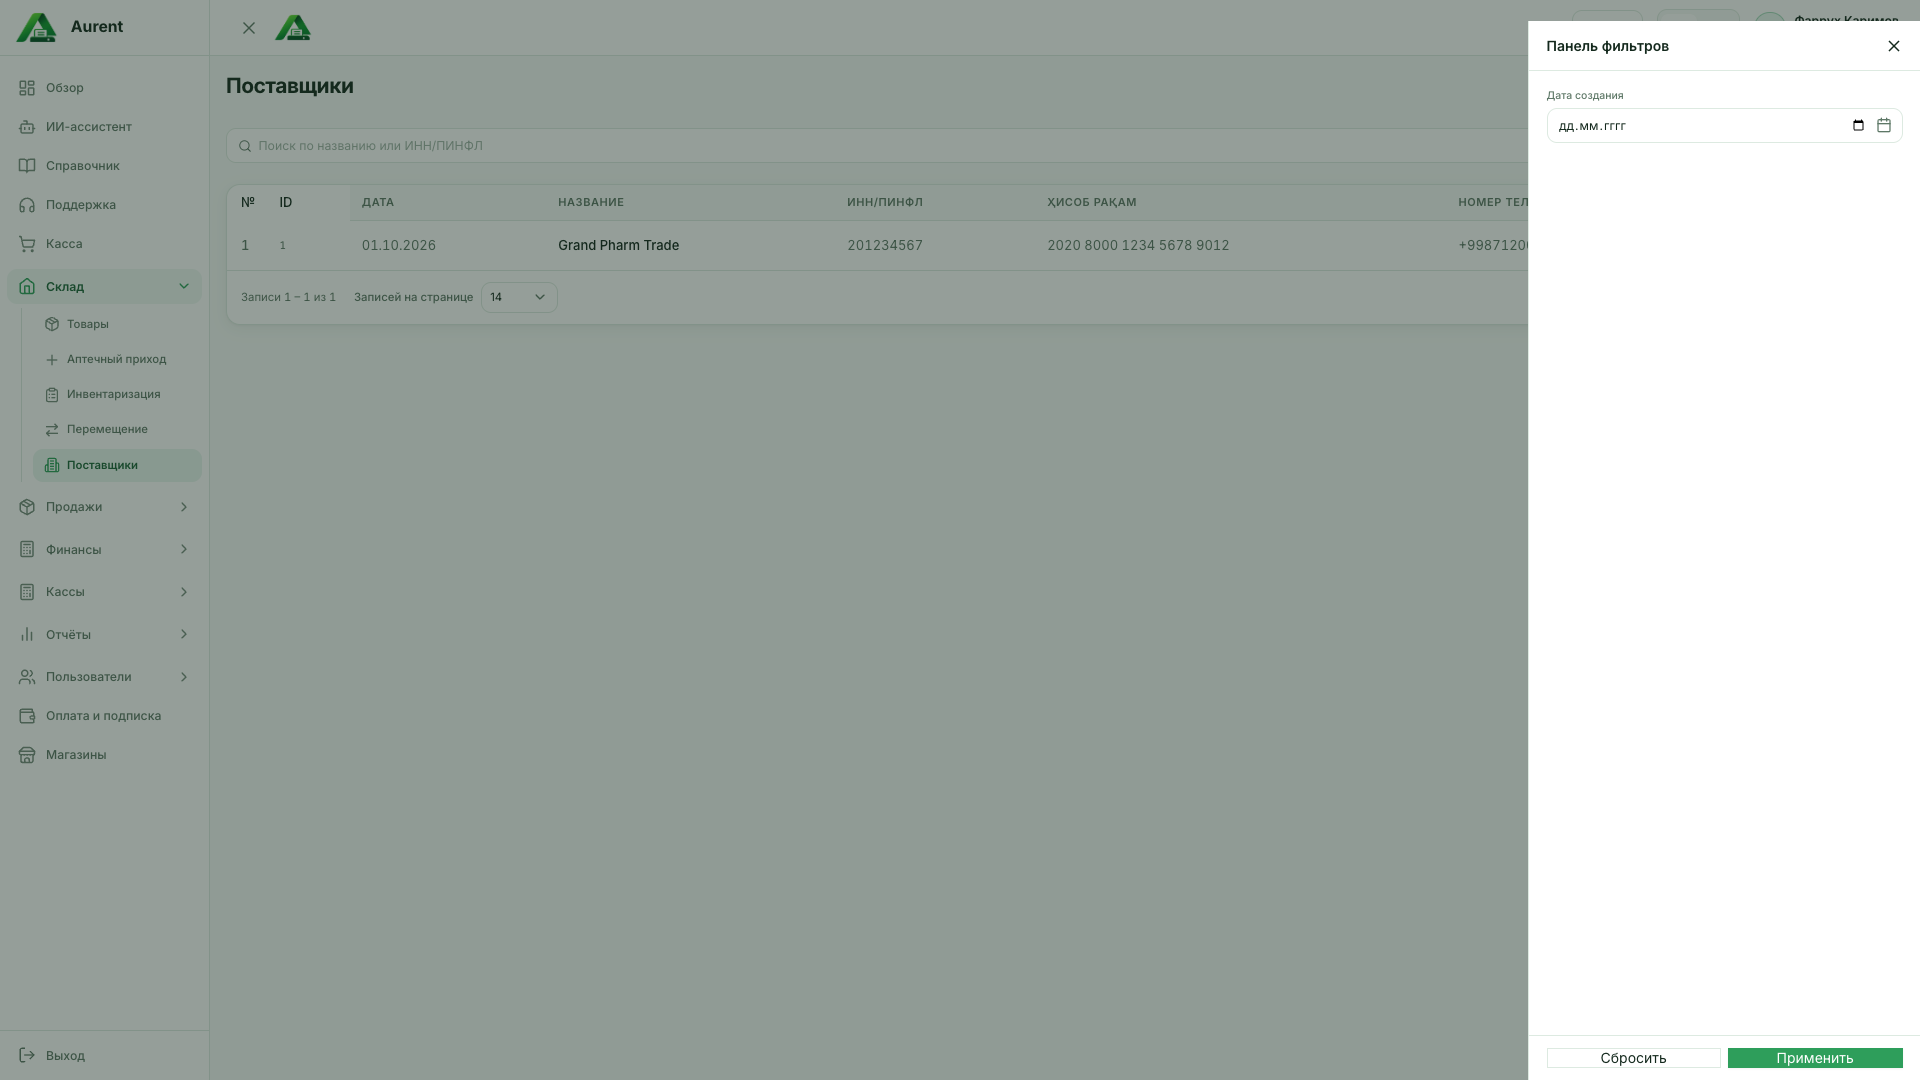 Aurent
Обзор
ИИ-ассистент
Справочник
Поддержка
Касса
Склад
Товары
Аптечный приход
Инвентаризация
Перемещение
Поставщики
Продажи
Финансы
Кассы
Отчёты
Пользователи
Оплата и подписка
Магазины
Выход
Поставщики
Поиск по названию или ИНН/ПИНФЛ
№ ID ДАТА НАЗВАНИЕ ИНН/ПИНФЛ ҲИСОБ РАҚАМ НОМЕР ТЕЛ
1 1 01.10.2026 Grand Pharm Trade 201234567 2020 8000 1234 5678 9012 +9987120
Записи 1 – 1 из 1 Записей на странице 14
Фаррух Каримов
Панель фильтров
Дата создания
дд.мм.гггг
Сбросить Применить